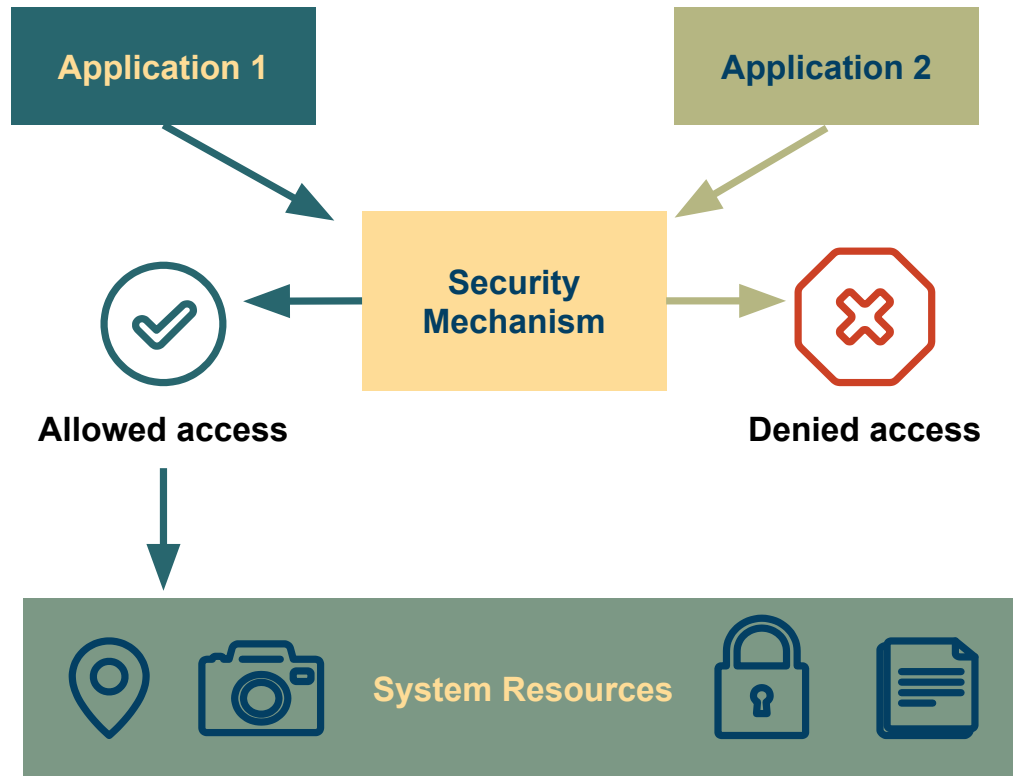 Application 1
Application 2
Security
Mechanism
Allowed access
Denied access
System Resources